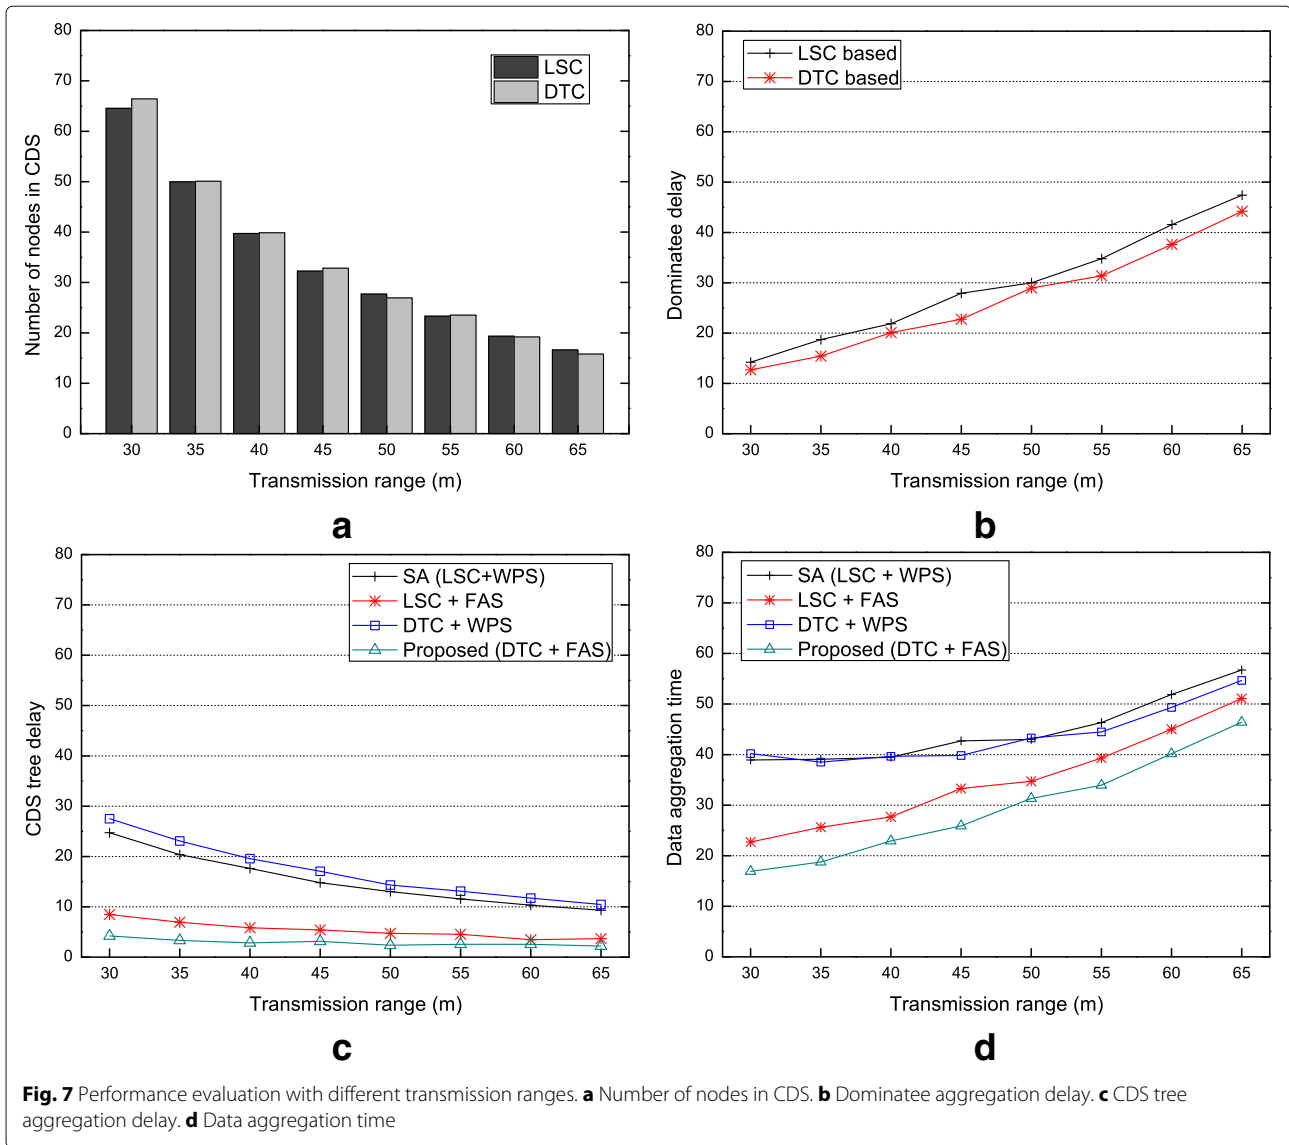 80
70
60
50
40
30
20
10
0
Number of nodes in CDS
LSC
DTC
30 35 40 45 50 55 60 65
Transmission range (m)
a
80
70
60
50
40
30
20
10
0
Dominatee delay
LSC based
DTC based
30 35 40 45 50 55 60 65
Transmission range (m)
b
80
70
60
50
40
30
20
10
0
CDS tree delay
SA (LSC+WPS)
LSC + FAS
DTC + WPS
Proposed (DTC + FAS)
30 35 40 45 50 55 60 65
Transmission range (m)
c
80
70
60
50
40
30
20
10
0
Data aggregation time
SA (LSC + WPS)
LSC + FAS
DTC + WPS
Proposed (DTC + FAS)
30 35 40 45 50 55 60 65
Transmission range (m)
d
Fig. 7 Performance evaluation with different transmission ranges. a Number of nodes in CDS. b Dominatee aggregation delay. c CDS tree
aggregation delay. d Data aggregation time